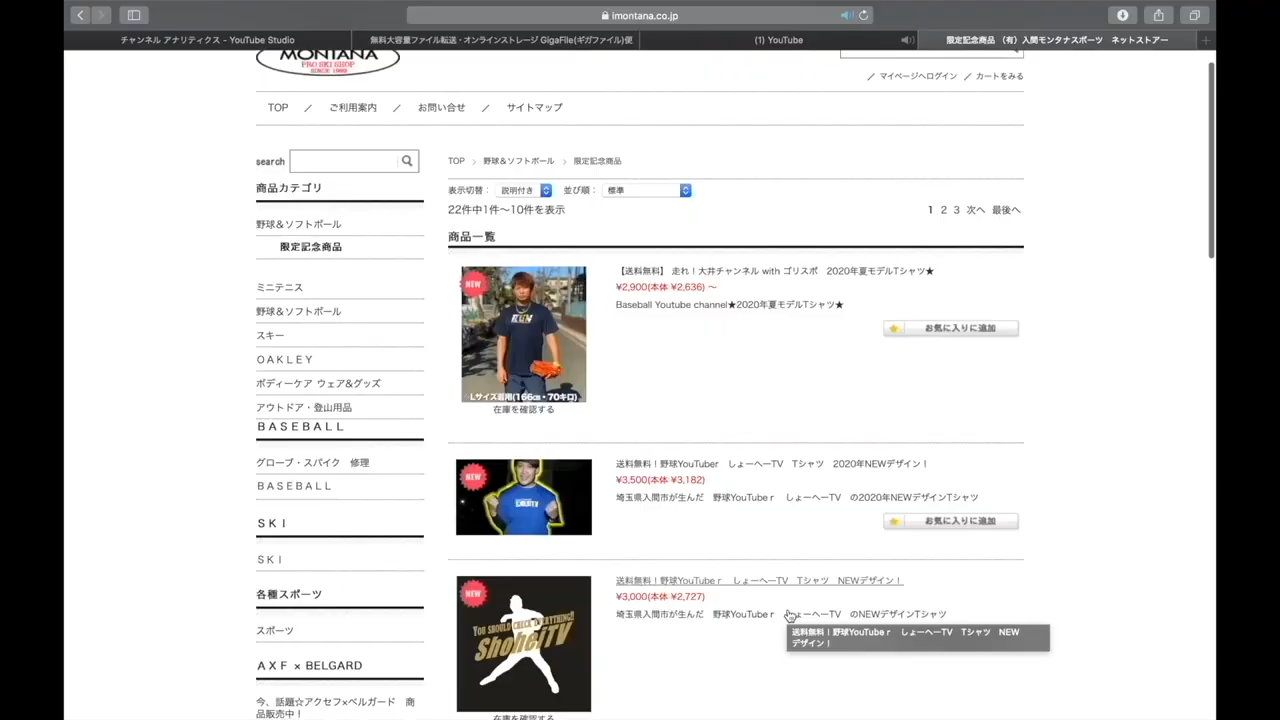 imontana.co.jp
チャンネル アナリティクス - YouTube Studio
無料大容量ファイル転送・オンラインストレージ GigaFile(ギガファイル)便
(1) YouTube
限定記念商品 （有）入間モンタナスポーツ　ネットストアー
MONTANA
PRO SKI SHOP
SINCE 1989
／ マイページへログイン ／ カートをみる
TOP ／ ご利用案内 ／ お問い合せ ／ サイトマップ
search
商品カテゴリ
野球＆ソフトボール
限定記念商品
ミニテニス
野球＆ソフトボール
スキー
ＯＡＫＬＥＹ
ボディーケア ウェア&グッズ
アウトドア・登山用品
ＢＡＳＥＢＡＬＬ
グローブ・スパイク　修理
ＢＡＳＥＢＡＬＬ
ＳＫＩ
ＳＫＩ
各種スポーツ
スポーツ
ＡＸＦ × BELGARD
今、話題☆アクセフ×ベルガード　商
品販売中！
TOP > 野球＆ソフトボール > 限定記念商品
表示切替： 説明付き 並び順： 標準
22件中1件〜10件を表示
1 2 3 次へ 最後へ
商品一覧
NEW
RUN
Lサイズ着用(166㎝・70キロ)
在庫を確認する
【送料無料】 走れ！大井チャンネル with ゴリスポ　2020年夏モデルTシャツ★
¥2,900(本体 ¥2,636) 〜
Baseball Youtube channel★2020年夏モデルTシャツ★
お気に入りに追加
NEW
送料無料！野球YouTuber　しょーへーTV　Tシャツ　2020年NEWデザイン！
¥3,500(本体 ¥3,182)
埼玉県入間市が生んだ　野球YouTubeｒ　しょーへーTV　の2020年NEWデザインTシャツ
お気に入りに追加
NEW
YOU SHOULD CHECK EVERYTHING!!
ShoheiTV
在庫を確認する
送料無料！野球YouTubeｒ　しょーへーTV　Tシャツ　NEWデザイン！
¥3,000(本体 ¥2,727)
埼玉県入間市が生んだ　野球YouTubeｒ　しょーへーTV　のNEWデザインTシャツ
送料無料！野球YouTubeｒ　しょーへーTV　Tシャツ　NEW
デザイン！